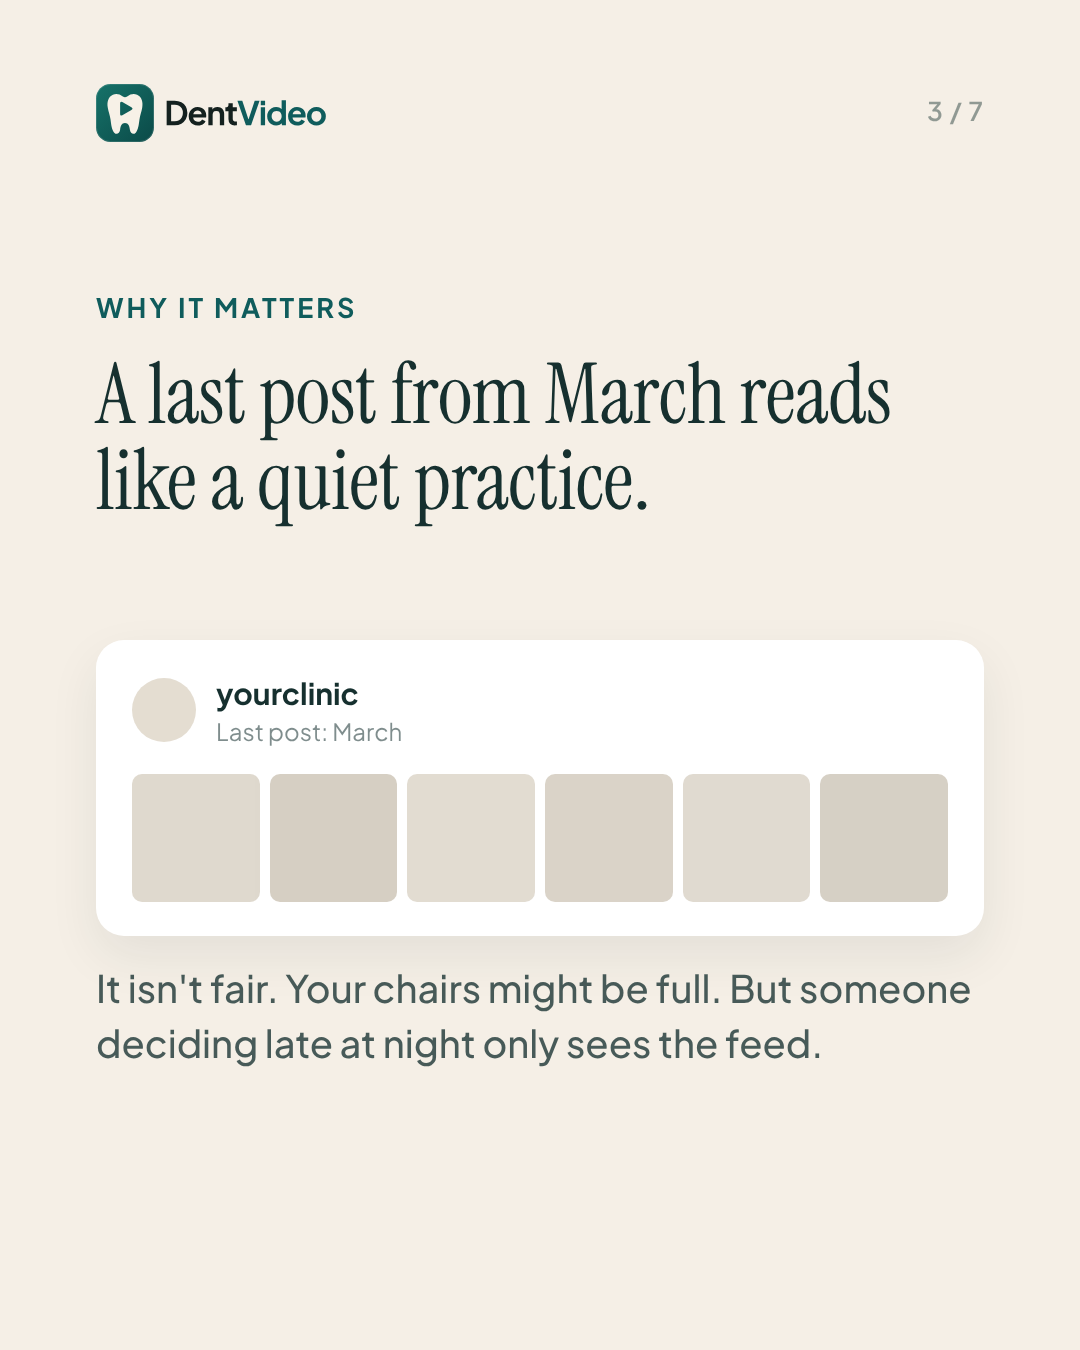 DentVideo
3 / 7
WHY IT MATTERS
A last post from March reads
like a quiet practice.
yourclinic
Last post: March
It isn't fair. Your chairs might be full. But someone
deciding late at night only sees the feed.